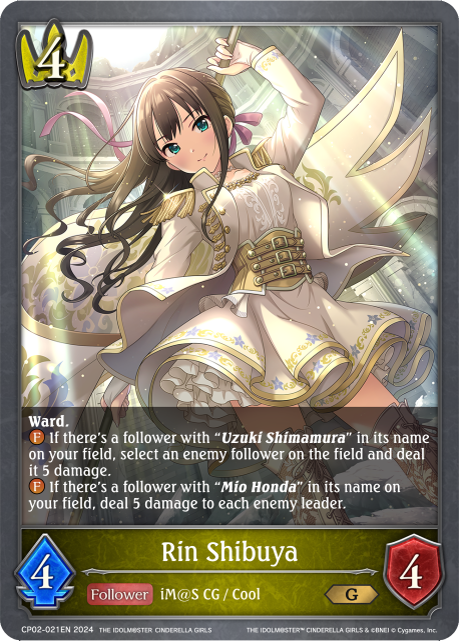 4
Ward.
F If there's a follower with "Uzuki Shimamura" in its name
on your field, select an enemy follower on the field and deal
it 5 damage.
F If there's a follower with "Mio Honda" in its name on
your field, deal 5 damage to each enemy leader.
Rin Shibuya
4
Follower iM@S CG / Cool
G
4
CP02-021EN 2024 THE IDOLM@STER CINDERELLA GIRLS THE IDOLM@STER™ CINDERELLA GIRLS & ©BNEI © Cygames, Inc.